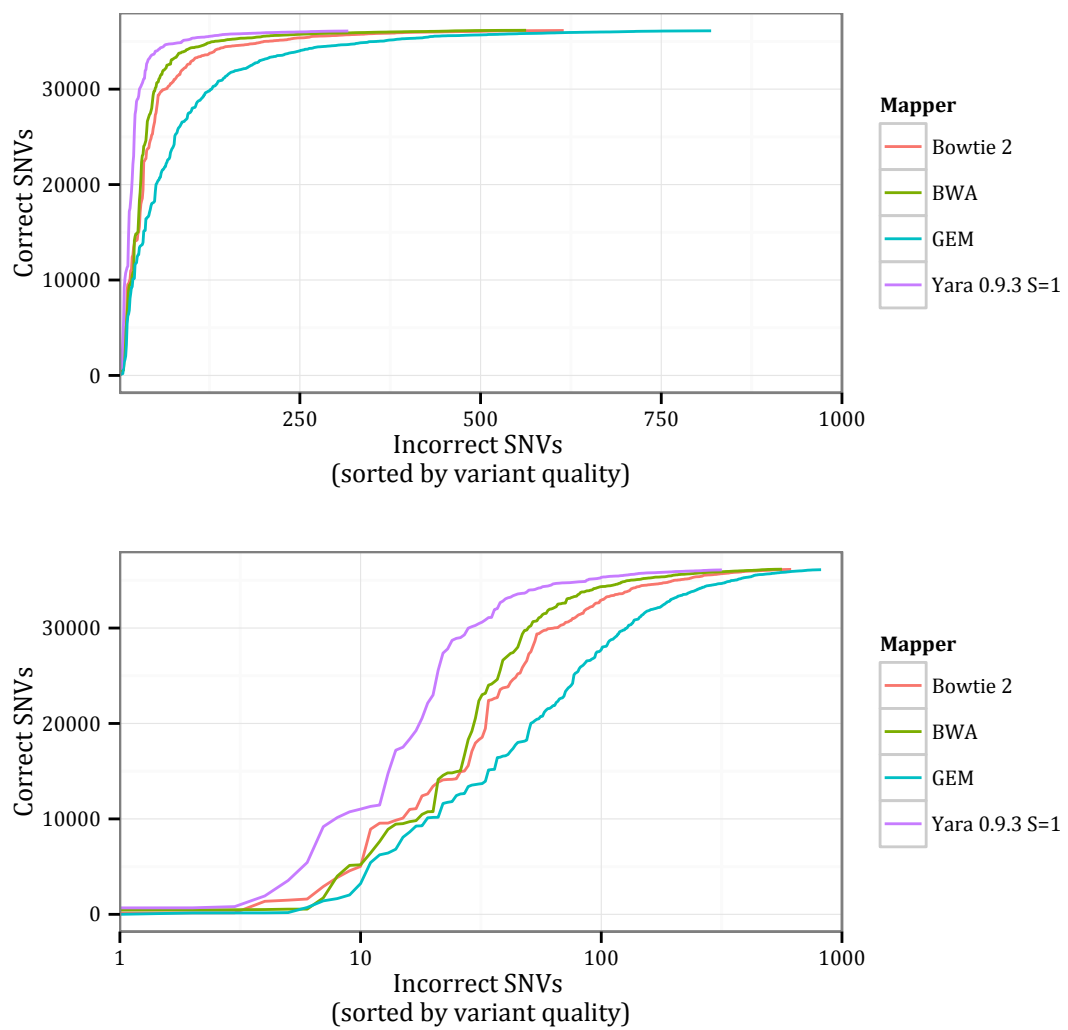 30000
20000
10000
0
Correct SNVs
250
500
750
1000
Incorrect SNVs
(sorted by variant quality)
Mapper
Bowtie 2
BWA
GEM
Yara 0.9.3 S=1
30000
20000
10000
0
Correct SNVs
1
10
100
1000
Incorrect SNVs
(sorted by variant quality)
Mapper
Bowtie 2
BWA
GEM
Yara 0.9.3 S=1